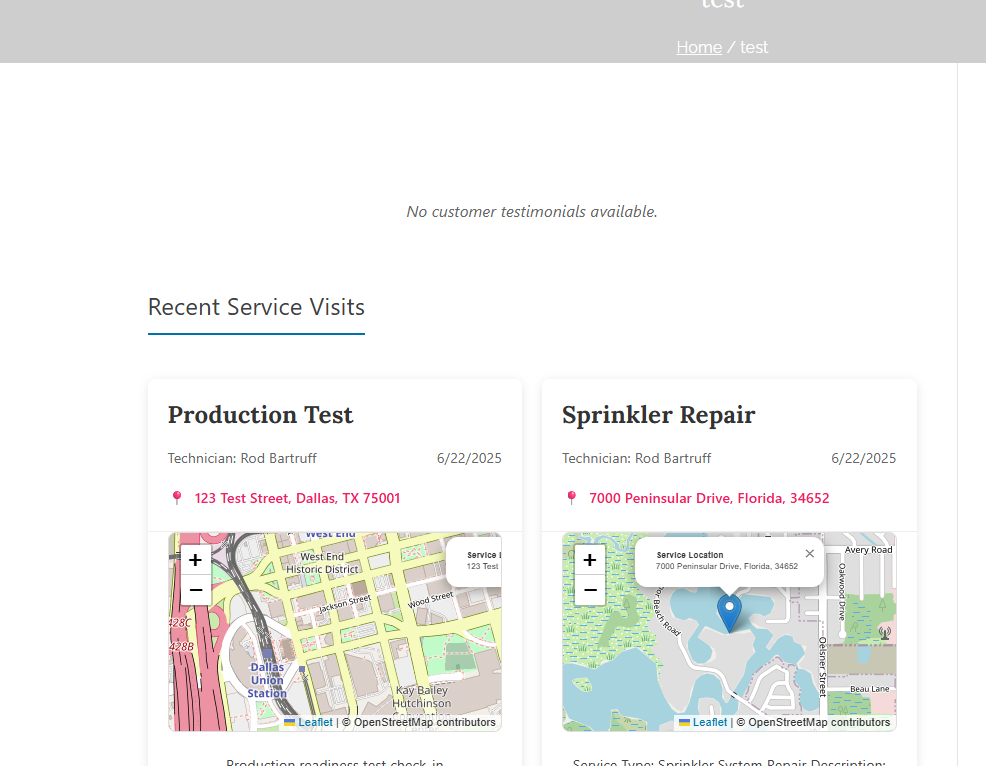 test
Home / test
No customer testimonials available.
Recent Service Visits
Production Test
Technician: Rod Bartruff 6/22/2025
123 Test Street, Dallas, TX 75001
West End
West End
Historic District
Jackson Street
Wood Street
428C
428B
Dallas
Union
Station
Kay Bailey
Hutchinson
+
−
Service
123 Test
Leaflet | © OpenStreetMap contributors
Production readiness test check-in
Sprinkler Repair
Technician: Rod Bartruff 6/22/2025
7000 Peninsular Drive, Florida, 34652
+
−
Service Location
7000 Peninsular Drive, Florida, 34652
×
Avery Road
Oakwood Drive
Beach Road
Oelsner Street
Beau Lane
Leaflet | © OpenStreetMap contributors
Service Type: Sprinkler System Repair Description: